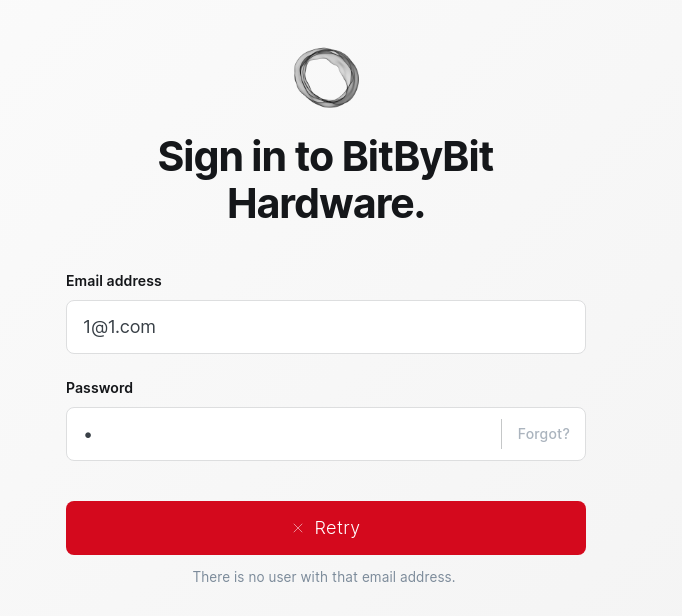 Sign in to BitByBit
Hardware.
Email address
1@1.com
Password
•
Forgot?
× Retry
There is no user with that email address.